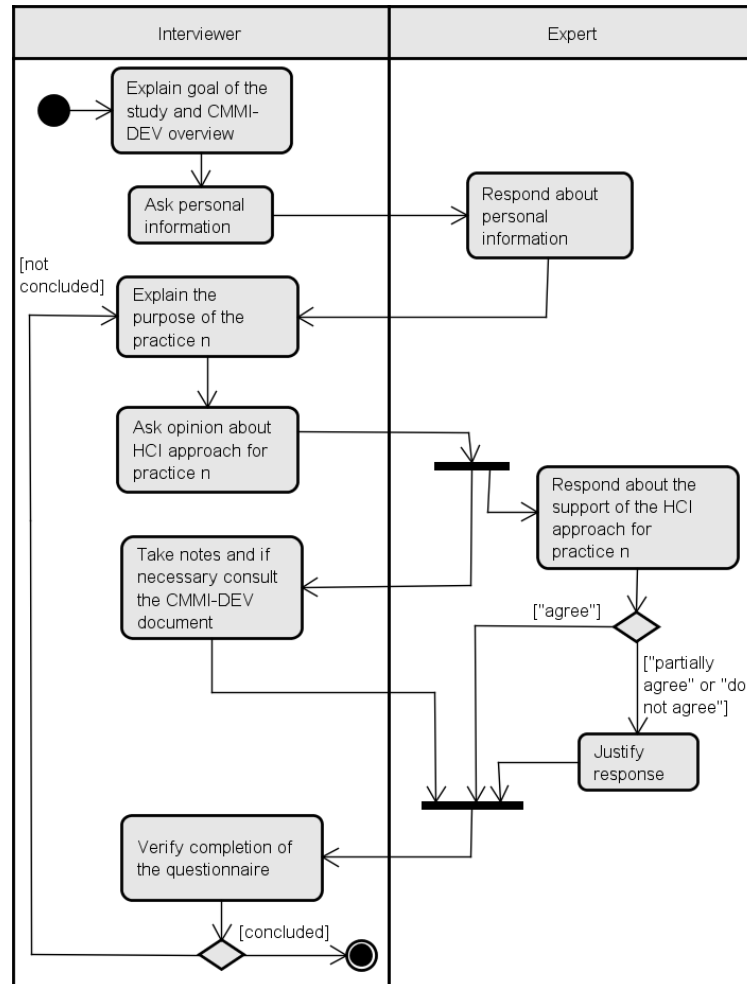 Interviewer
Expert
Explain goal of the
study and CMMI-
DEV overview
Ask personal
information
Respond about
personal
information
[not
concluded]
Explain the
purpose of the
practice n
Ask opinion about
HCI approach for
practice n
Respond about the
support of the HCI
approach for
practice n
Take notes and if
necessary consult
the CMMI-DEV
document
["agree"]
["partially
agree" or "do
not agree"]
Justify
response
Verify completion of
the questionnaire
[concluded]